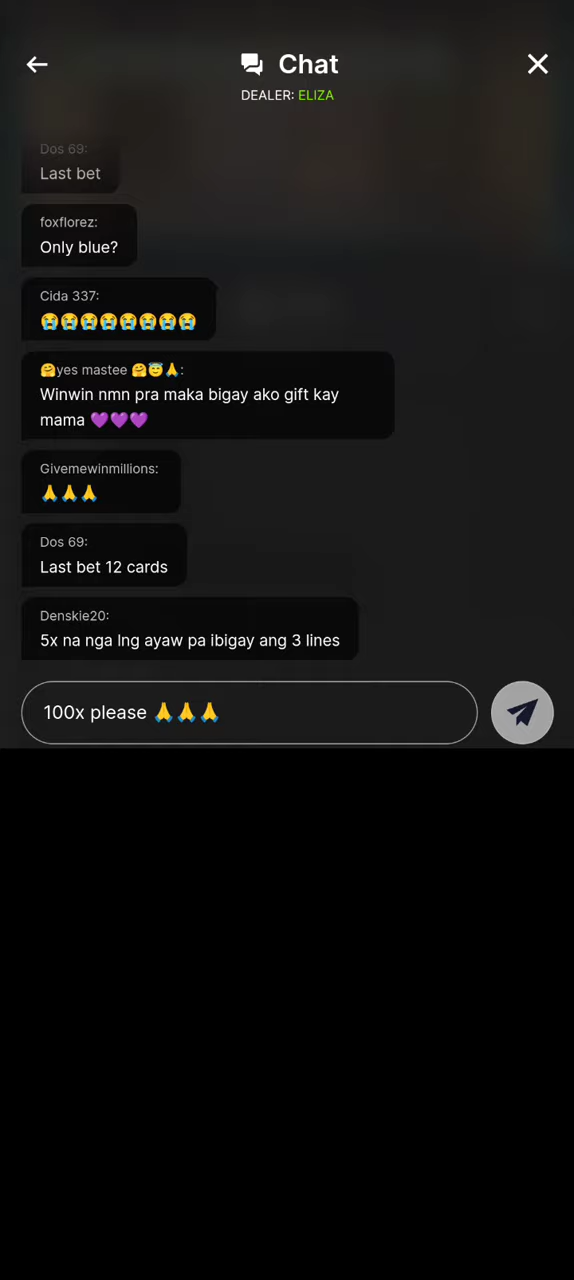 Chat
DEALER: ELIZA
Dos 69:
Last bet
foxflorez:
Only blue?
Cida 337:
😭😭😭😭😭😭😭😭
🤗yes mastee 🤗😇🙏:
Winwin nmn pra maka bigay ako gift kay
mama 💜💜💜
Givemewinmillions:
🙏🙏🙏
Dos 69:
Last bet 12 cards
Denskie20:
5x na nga lng ayaw pa ibigay ang 3 lines
100x please 🙏🙏🙏